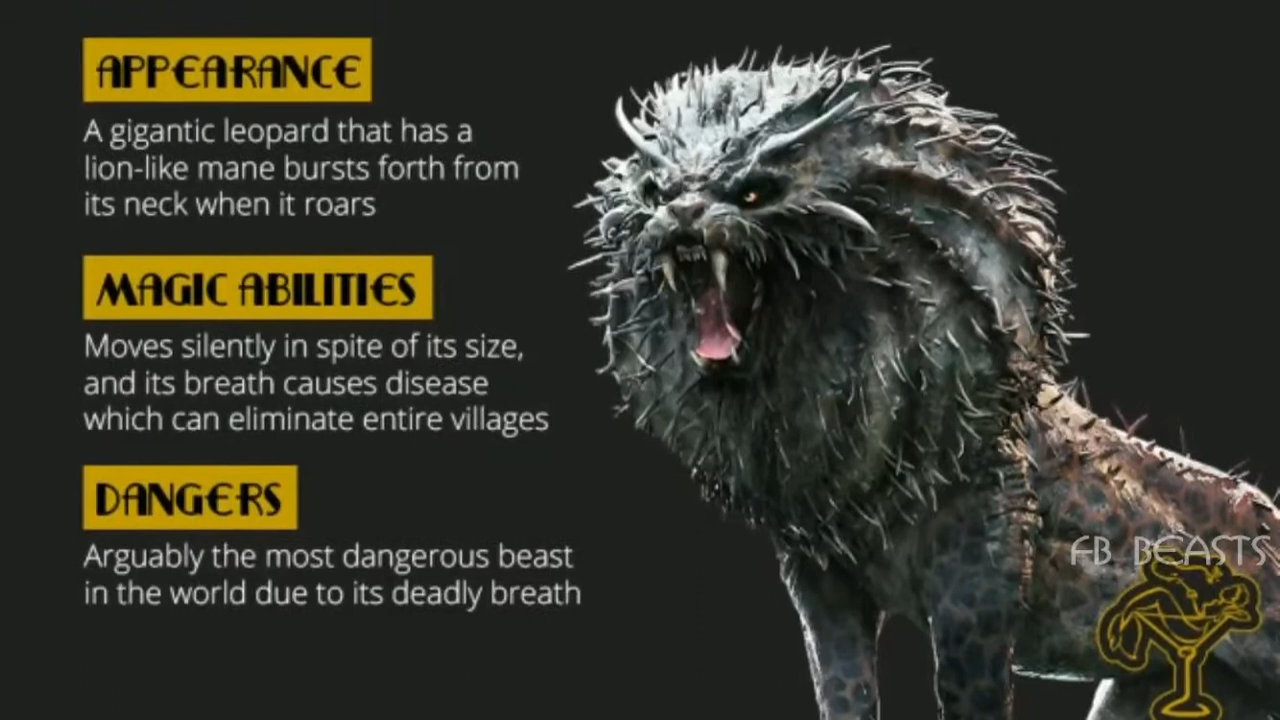 APPEARANCE
A gigantic leopard that has a
lion-like mane bursts forth from
its neck when it roars
MAGIC ABILITIES
Moves silently in spite of its size,
and its breath causes disease
which can eliminate entire villages
DANGERS
Arguably the most dangerous beast
in the world due to its deadly breath
FB BEASTS